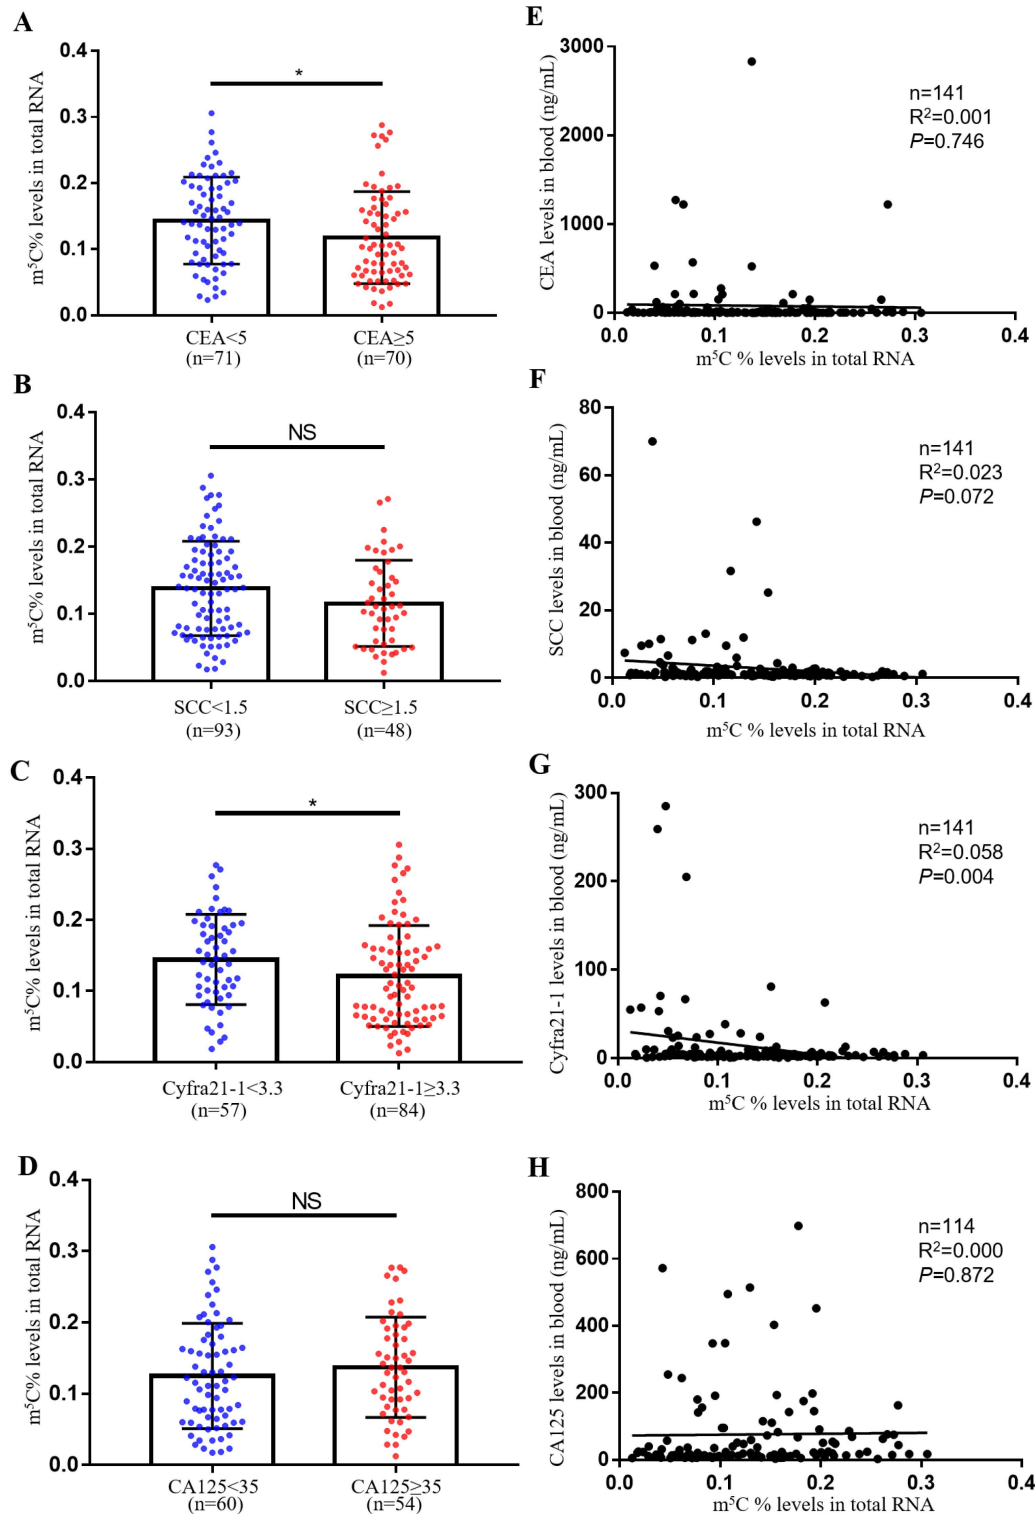 A
m⁵C% levels in total RNA
0.4
0.3
0.2
0.1
0.0
*
CEA<5
(n=71)
CEA≥5
(n=70)
E
CEA levels in blood (ng/mL)
3000
2000
1000
0
0.0
0.1
0.2
0.3
0.4
m⁵C % levels in total RNA
n=141
R²=0.001
P=0.746
B
m⁵C% levels in total RNA
0.4
0.3
0.2
0.1
0.0
NS
SCC<1.5
(n=93)
SCC≥1.5
(n=48)
F
SCC levels in blood (ng/mL)
80
60
40
20
0
0.0
0.1
0.2
0.3
0.4
m⁵C % levels in total RNA
n=141
R²=0.023
P=0.072
C
m⁵C% levels in total RNA
0.4
0.3
0.2
0.1
0.0
*
Cyfra21-1<3.3
(n=57)
Cyfra21-1≥3.3
(n=84)
G
Cyfra21-1 levels in blood (ng/mL)
300
200
100
0
0.0
0.1
0.2
0.3
0.4
m⁵C % levels in total RNA
n=141
R²=0.058
P=0.004
D
m⁵C% levels in total RNA
0.4
0.3
0.2
0.1
0.0
NS
CA125<35
(n=60)
CA125≥35
(n=54)
H
CA125 levels in blood (ng/mL)
800
600
400
200
0
0.0
0.1
0.2
0.3
0.4
m⁵C % levels in total RNA
n=114
R²=0.000
P=0.872